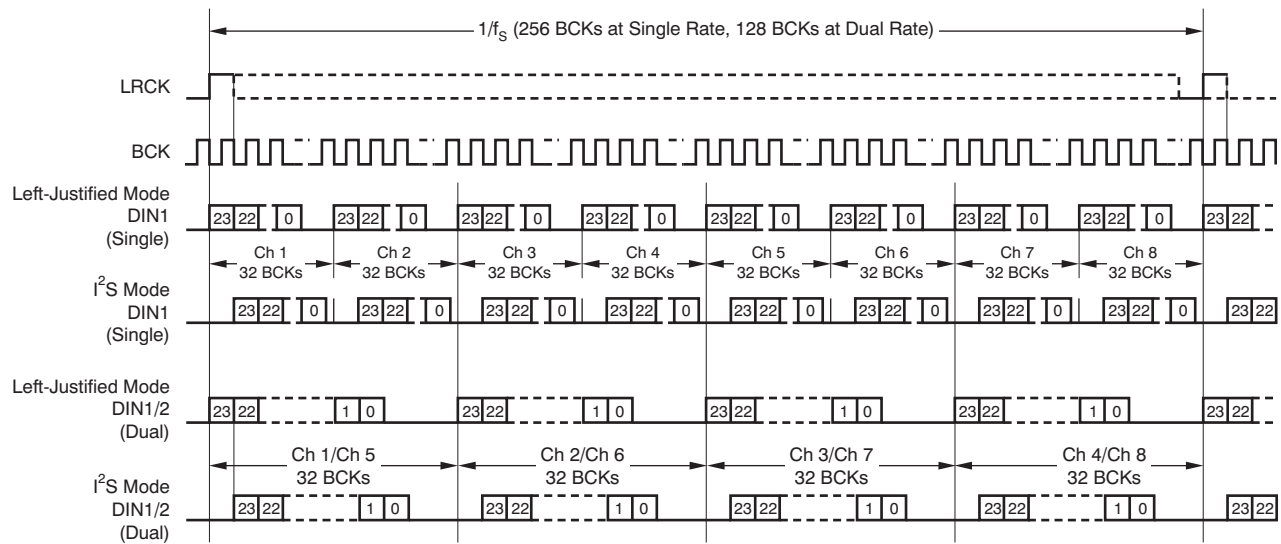 1/fS (256 BCKs at Single Rate, 128 BCKs at Dual Rate)
LRCK
BCK
Left-Justified Mode
DIN1
(Single)
23 22 0 23 22 0 23 22 0 23 22 0 23 22 0 23 22 0 23 22 0 23 22 0 23 22
Ch 1 Ch 2 Ch 3 Ch 4 Ch 5 Ch 6 Ch 7 Ch 8
32 BCKs 32 BCKs 32 BCKs 32 BCKs 32 BCKs 32 BCKs 32 BCKs 32 BCKs
I²S Mode
DIN1
(Single)
23 22 0 23 22 0 23 22 0 23 22 0 23 22 0 23 22 0 23 22 0 23 22 0 23 22
Left-Justified Mode
DIN1/2
(Dual)
23 22 1 0 23 22 1 0 23 22 1 0 23 22 1 0 23 22
Ch 1/Ch 5 Ch 2/Ch 6 Ch 3/Ch 7 Ch 4/Ch 8
32 BCKs 32 BCKs 32 BCKs 32 BCKs
I²S Mode
DIN1/2
(Dual)
23 22 1 0 23 22 1 0 23 22 1 0 23 22 1 0 23 22